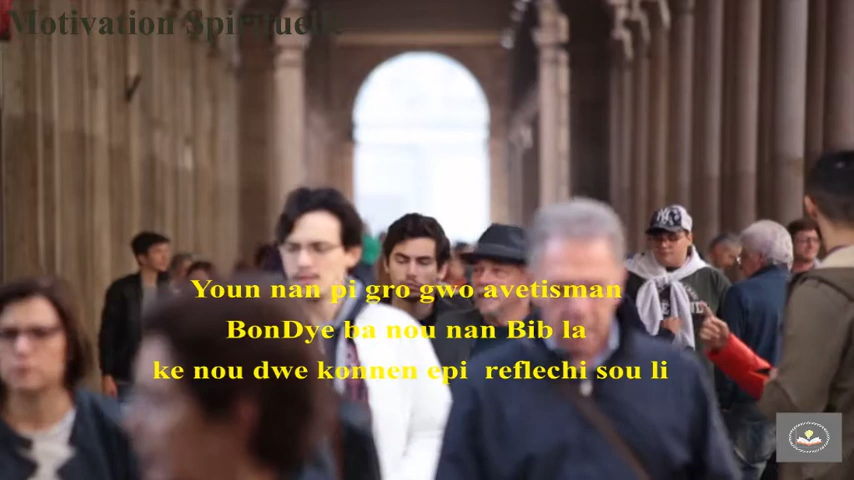 Motivation Spirituelle
Youn nan pi gro gwo avetisman
BonDye ba nou nan Bib la
ke nou dwe konnen epi reflechi sou li